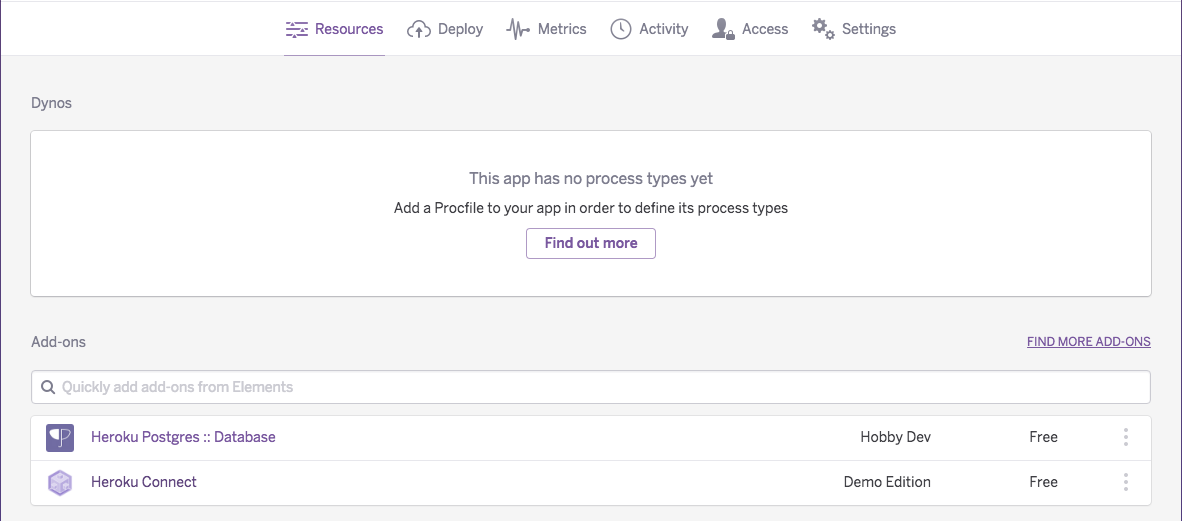 Resources Deploy Metrics Activity Access Settings
Dynos
This app has no process types yet
Add a Procfile to your app in order to define its process types
Find out more
Add-ons FIND MORE ADD-ONS
Quickly add add-ons from Elements
Heroku Postgres :: Database Hobby Dev Free
Heroku Connect Demo Edition Free